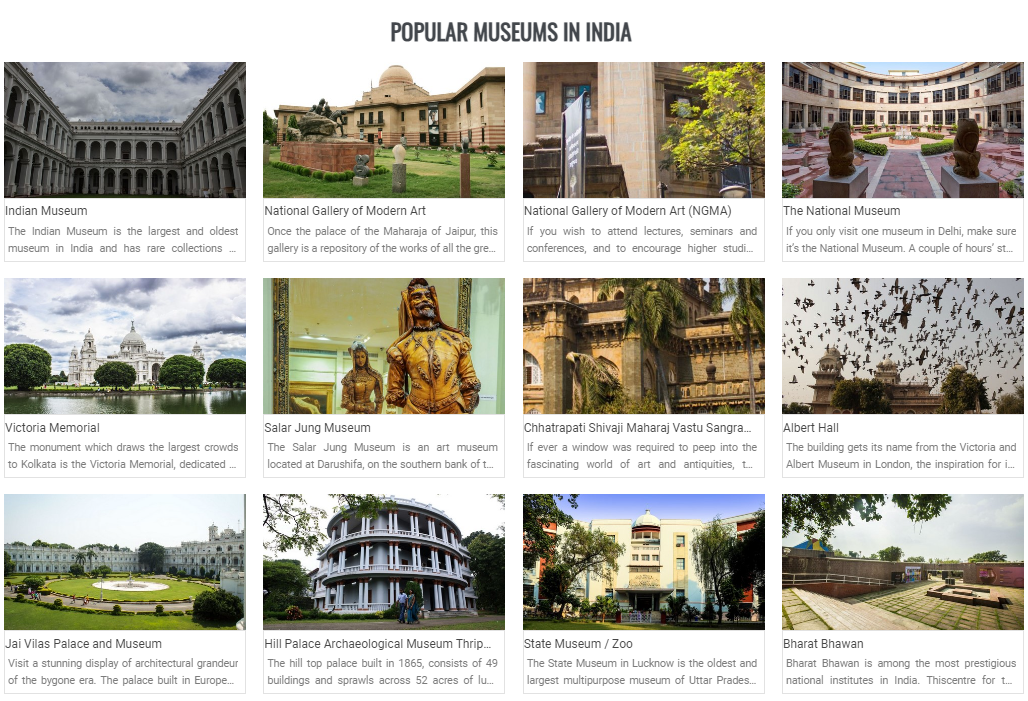 POPULAR MUSEUMS IN INDIA
Indian Museum
The Indian Museum is the largest and oldest
museum in India and has rare collections ...
National Gallery of Modern Art
Once the palace of the Maharaja of Jaipur, this
gallery is a repository of the works of all the gre...
National Gallery of Modern Art (NGMA)
If you wish to attend lectures, seminars and
conferences, and to encourage higher studi...
The National Museum
If you only visit one museum in Delhi, make sure
it's the National Museum. A couple of hours' st...
Victoria Memorial
The monument which draws the largest crowds
to Kolkata is the Victoria Memorial, dedicated ...
Salar Jung Museum
The Salar Jung Museum is an art museum
located at Darushifa, on the southern bank of t...
Chhatrapati Shivaji Maharaj Vastu Sangra...
If ever a window was required to peep into the
fascinating world of art and antiquities, t...
Albert Hall
The building gets its name from the Victoria and
Albert Museum in London, the inspiration for i...
Jai Vilas Palace and Museum
Visit a stunning display of architectural grandeur
of the bygone era. The palace built in Europe...
Hill Palace Archaeological Museum Thrip...
The hill top palace built in 1865, consists of 49
buildings and sprawls across 52 acres of lu...
State Museum / Zoo
The State Museum in Lucknow is the oldest and
largest multipurpose museum of Uttar Prades...
Bharat Bhawan
Bharat Bhawan is among the most prestigious
national institutes in India. Thiscentre for t...